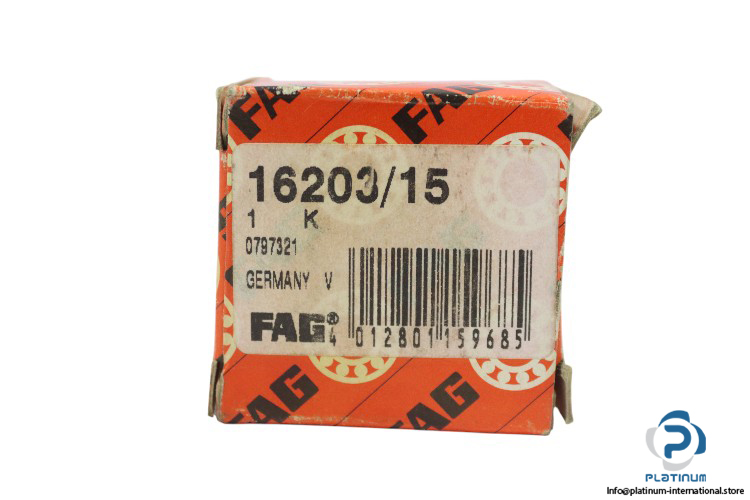 FAG
FAG
16203/15
1 K
0797321
GERMANY V
FAG®
4 012801 159685
FAG
FAG
PLATINUM
Info@platinum-international.store